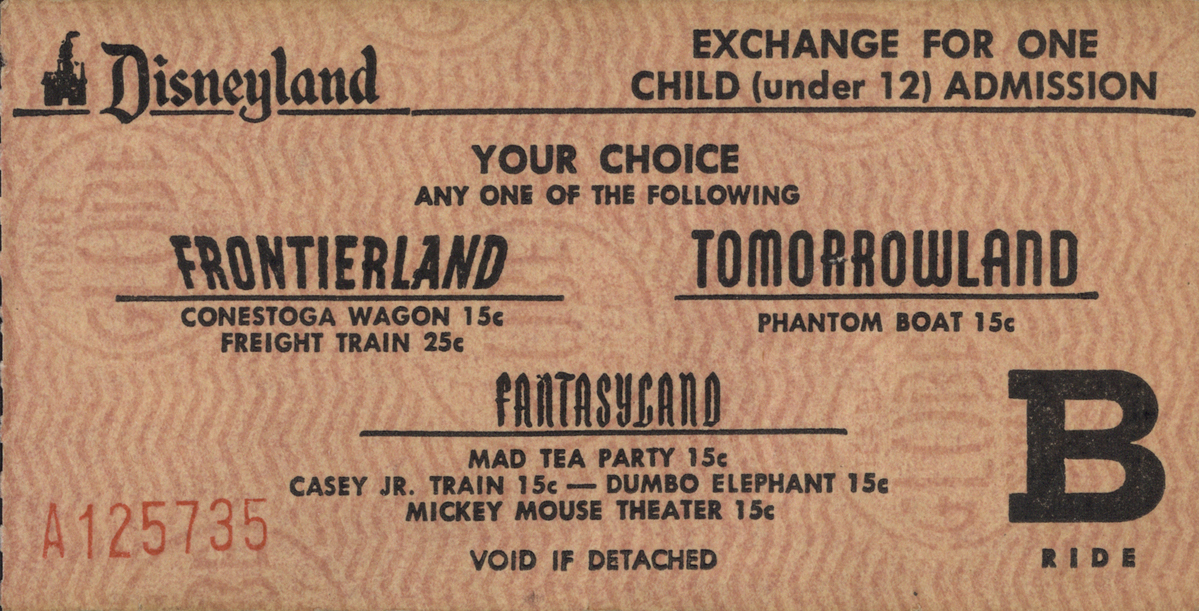 Disneyland
EXCHANGE FOR ONE
CHILD (under 12) ADMISSION
YOUR CHOICE
ANY ONE OF THE FOLLOWING
FRONTIERLAND
CONESTOGA WAGON 15c
FREIGHT TRAIN 25c
TOMORROWLAND
PHANTOM BOAT 15c
FANTASYLAND
MAD TEA PARTY 15c
CASEY JR. TRAIN 15c — DUMBO ELEPHANT 15c
MICKEY MOUSE THEATER 15c
B
RIDE
A125735
VOID IF DETACHED